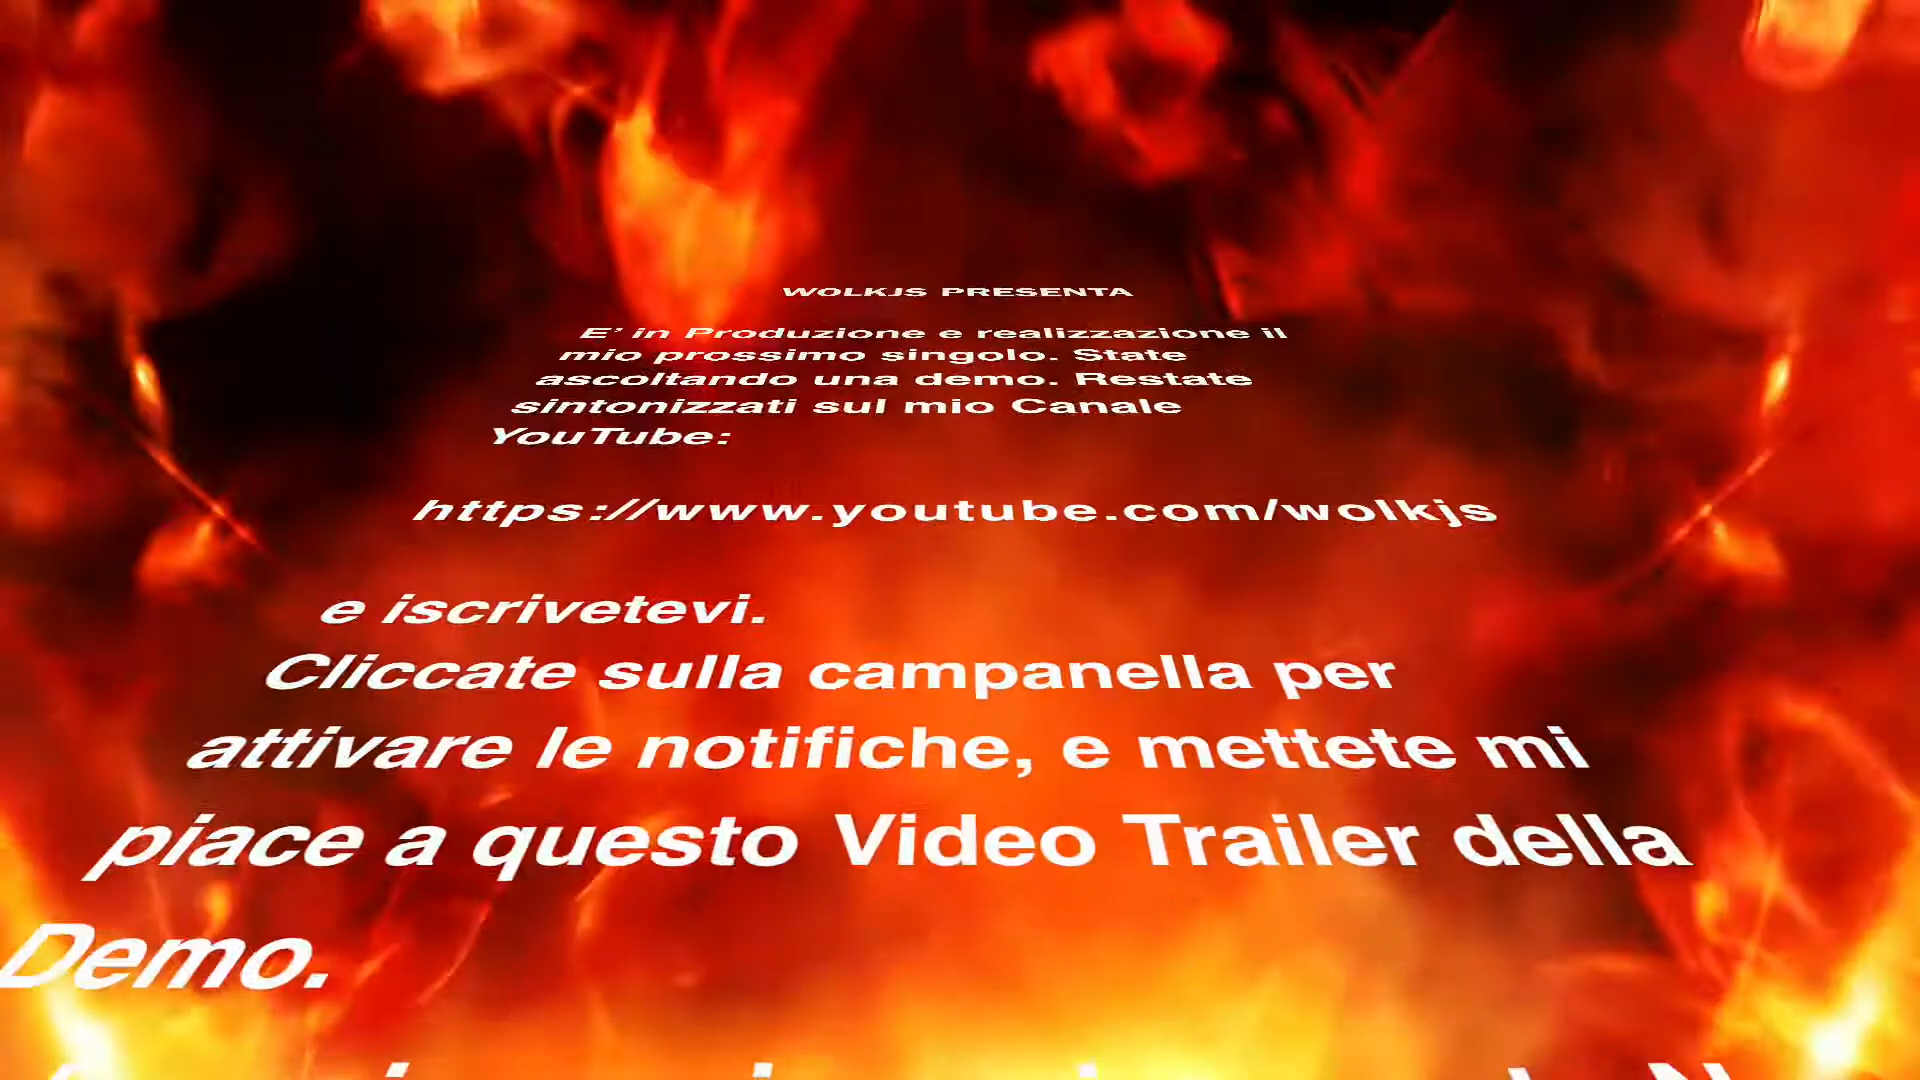 WOLKJS PRESENTA
E' in Produzione e realizzazione il
mio prossimo singolo. State
ascoltando una demo. Restate
sintonizzati sul mio Canale
YouTube:
https://www.youtube.com/wolkjs
e iscrivetevi.
Cliccate sulla campanella per
attivare le notifiche, e mettete mi
piace a questo Video Trailer della
Demo.